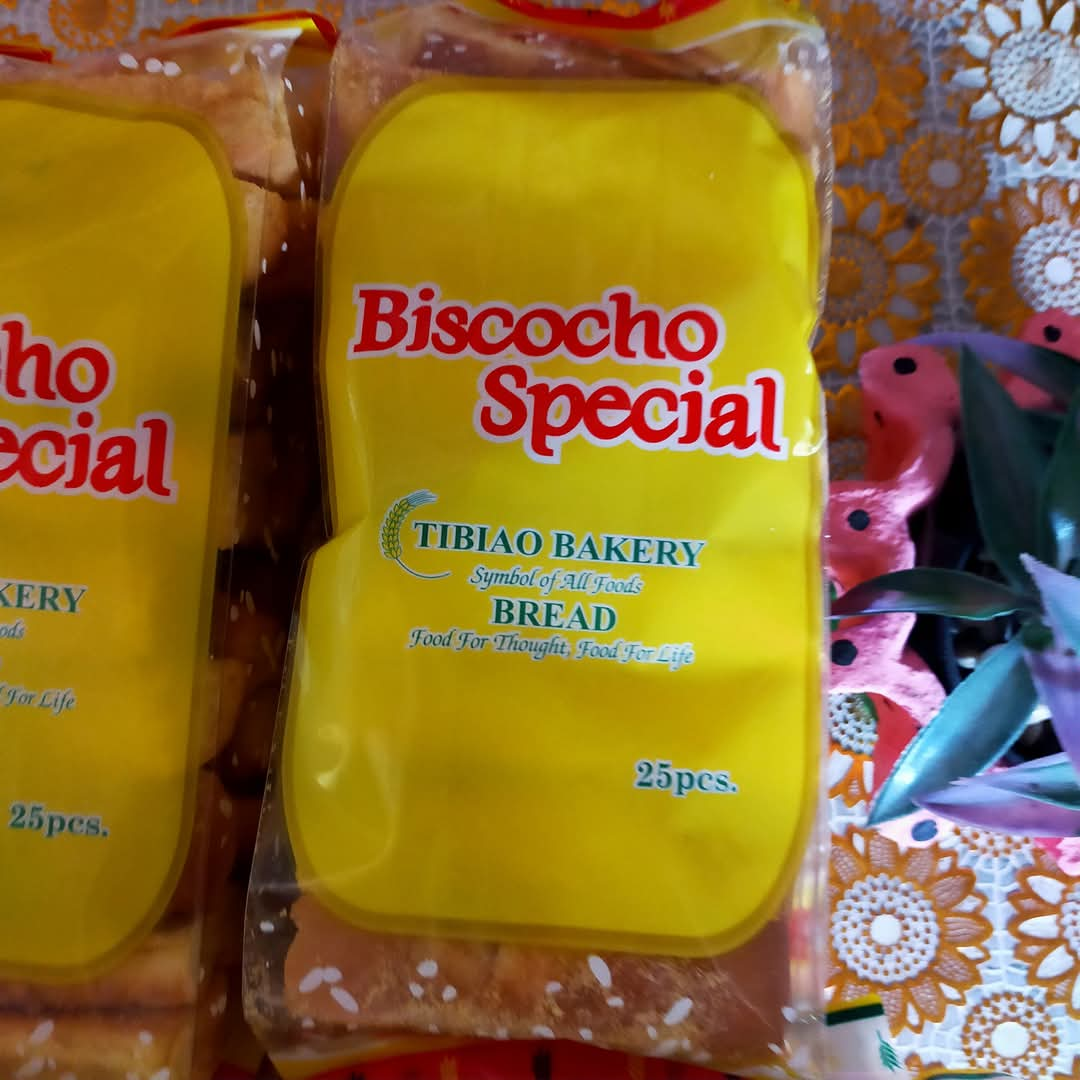 cho
ecial
KERY
ods
For Life
25pcs.
Biscocho
Special
TIBIAO BAKERY
Symbol of All Foods
BREAD
Food For Thought, Food For Life
25pcs.